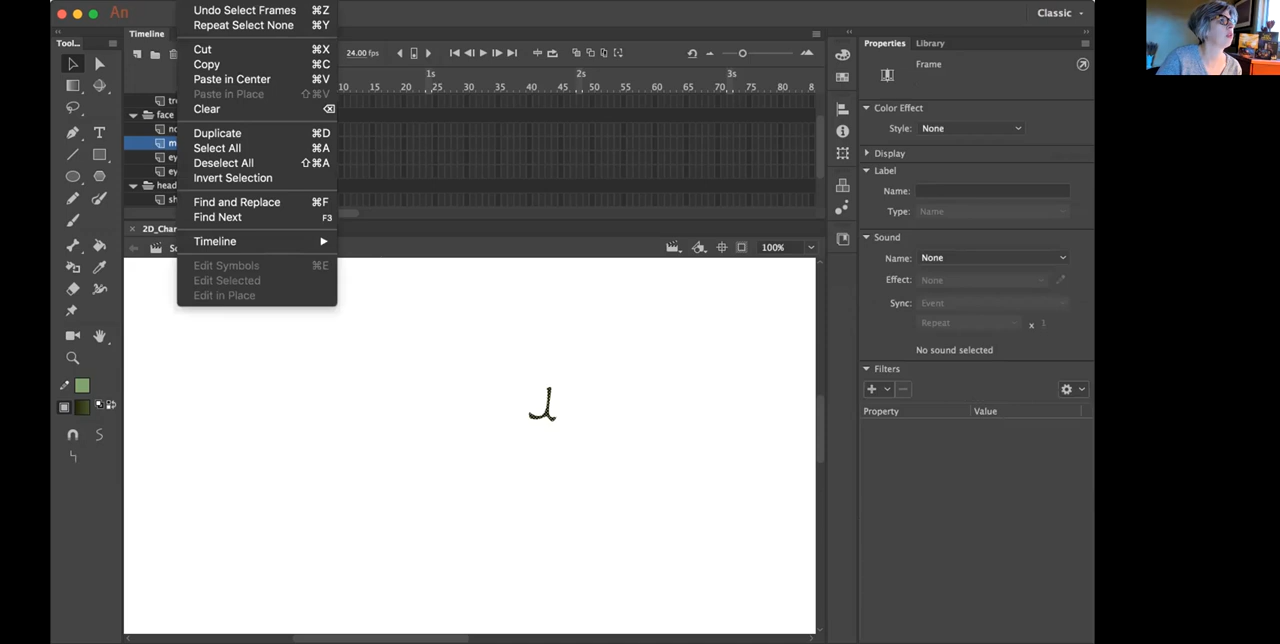 An
Classic
Undo Select Frames ⌘Z
Repeat Select None ⌘Y
Cut ⌘X
Copy ⌘C
Paste in Center ⌘V
Paste in Place ⇧⌘V
Clear ⌫
Duplicate ⌘D
Select All ⌘A
Deselect All ⇧⌘A
Invert Selection
Find and Replace ⌘F
Find Next F3
Timeline
Edit Symbols ⌘E
Edit Selected
Edit in Place
Tool...
Timeline
24.00 fps
1s 2s 3s
10 15 20 25 30 35 40 45 50 55 60 65 70 75 80 8
face
head
2D_Char
100%
T
Properties Library
Frame
Color Effect
Style: None
Display
Label
Name:
Type: Name
Sound
Name: None
Effect: None
Sync: Event
Repeat x 1
No sound selected
Filters
Property Value